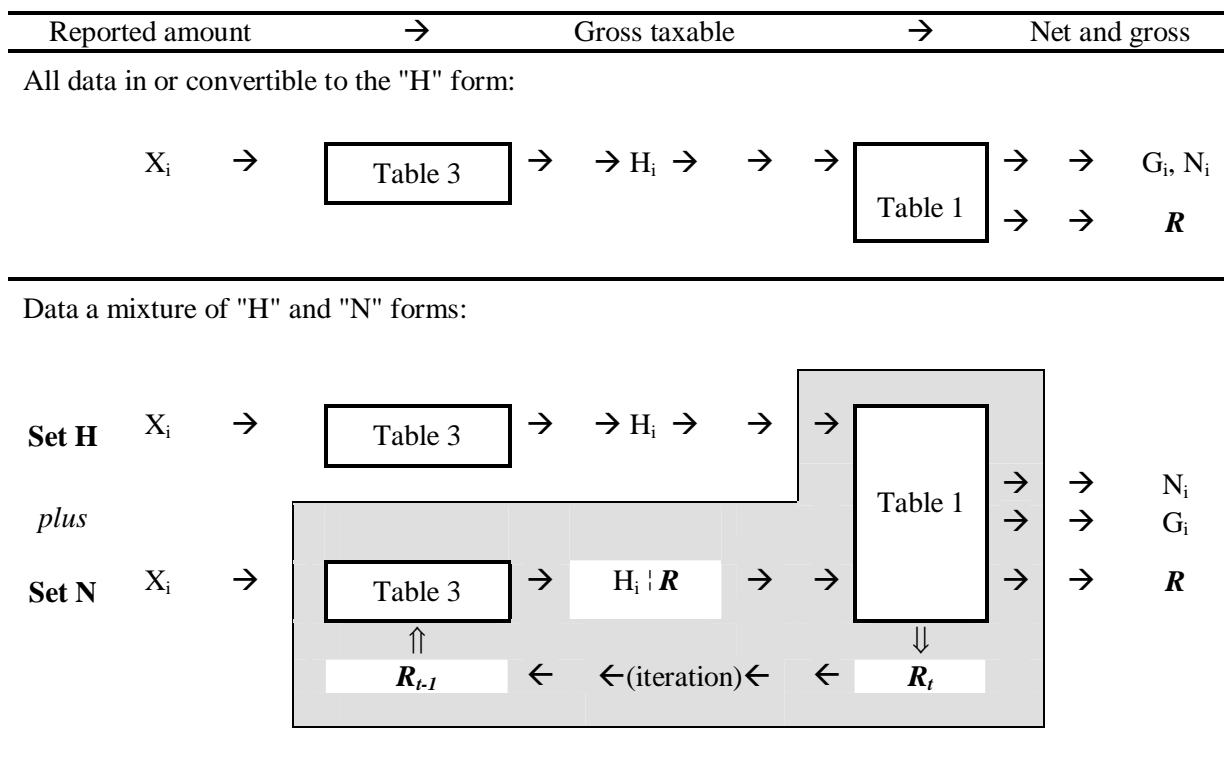 Reported amount → Gross taxable → Net and gross
All data in or convertible to the "H" form:
Xi → Table 3 → → Hi → → → Table 1 → → Gi, Ni
→ → R
Data a mixture of "H" and "N" forms:
Set H Xi → Table 3 → → Hi → → → Table 1
→ → Ni
plus → → Gi
Set N Xi → Table 3 → Hi ¦ R → → → → R
⇑ ⇓
Rt-1 ← ←(iteration)← ← Rt